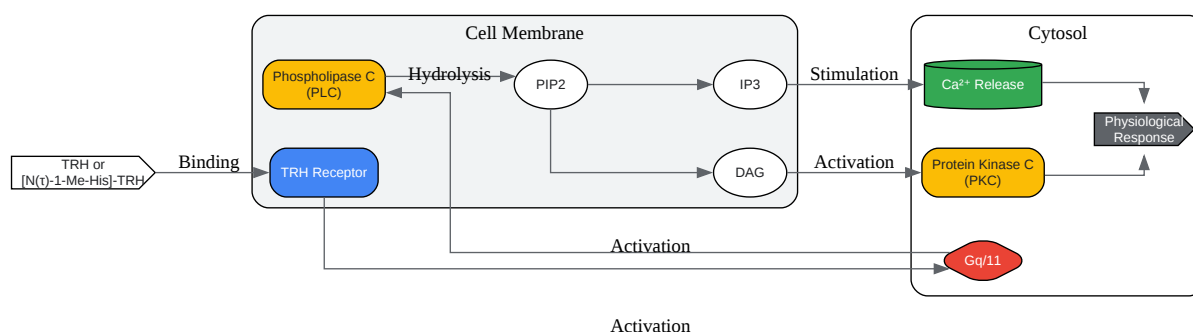 Cell Membrane
Cytosol
Phospholipase C
(PLC)
Hydrolysis
PIP2
IP3
Stimulation
Ca²⁺ Release
Physiological
Response
TRH or
[N(τ)-1-Me-His]-TRH
Binding
TRH Receptor
DAG
Activation
Protein Kinase C
(PKC)
Activation
Gq/11
Activation